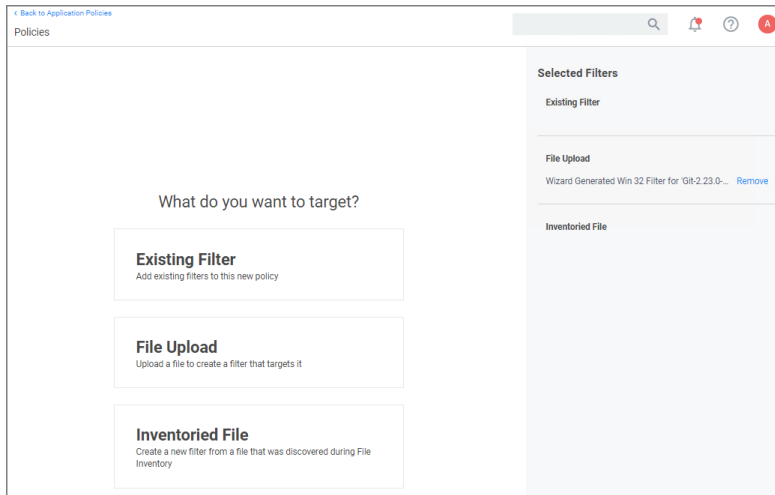 < Back to Application Policies
Policies
A
Selected Filters
Existing Filter
File Upload
Wizard Generated Win 32 Filter for 'Git-2.23.0-... Remove
Inventoried File
What do you want to target?
Existing Filter
Add existing filters to this new policy
File Upload
Upload a file to create a filter that targets it
Inventoried File
Create a new filter from a file that was discovered during File
Inventory